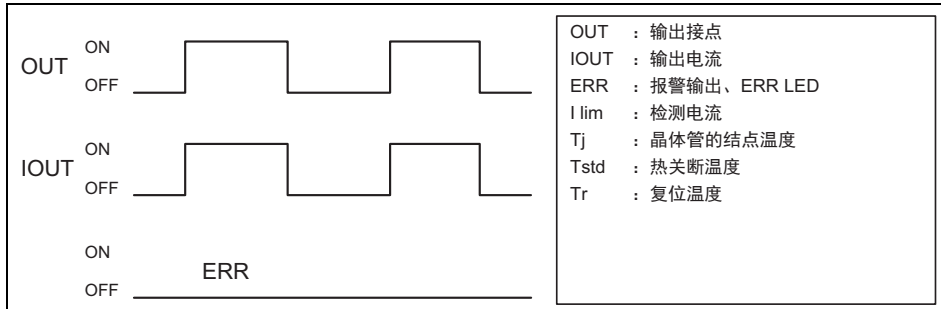 OUT
ON
OFF
IOUT
ON
OFF
ON
ERR
OFF
OUT ：输出接点
IOUT ：输出电流
ERR ：报警输出、ERR LED
I lim ：检测电流
Tj ：晶体管的结点温度
Tstd ：热关断温度
Tr ：复位温度